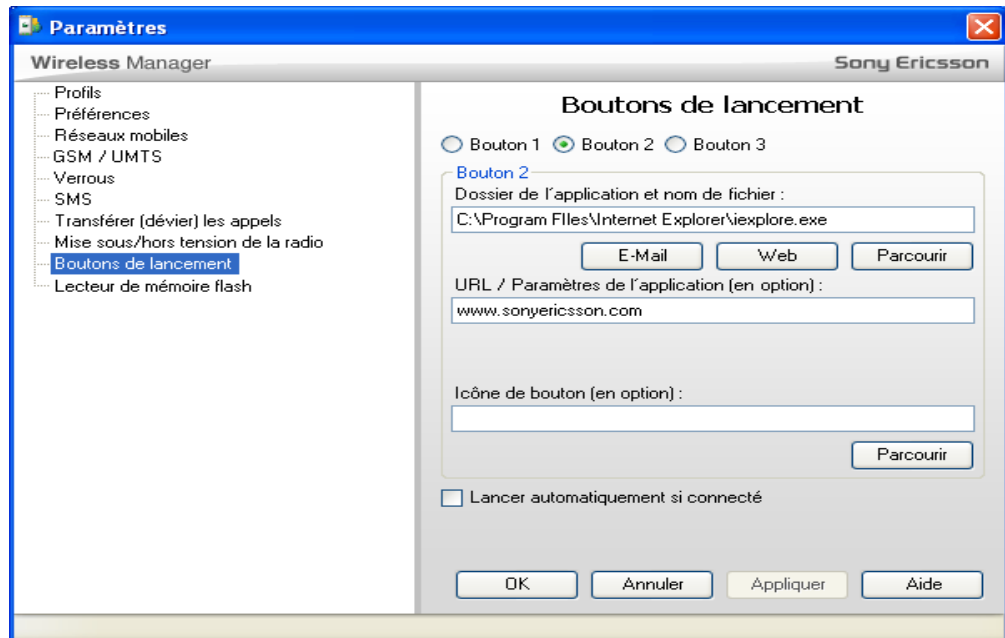 Paramètres
Wireless Manager
Sony Ericsson
Profils
Préférences
Réseaux mobiles
GSM / UMTS
Verrous
SMS
Transférer (dévier) les appels
Mise sous/hors tension de la radio
Boutons de lancement
Lecteur de mémoire flash
Boutons de lancement
Bouton 1 Bouton 2 Bouton 3
Bouton 2
Dossier de l´application et nom de fichier :
C:\Program FIles\Internet Explorer\iexplore.exe
E-Mail Web Parcourir
URL / Paramètres de l´application (en option) :
www.sonyericsson.com
Icône de bouton (en option) :
Parcourir
Lancer automatiquement si connecté
OK Annuler Appliquer Aide